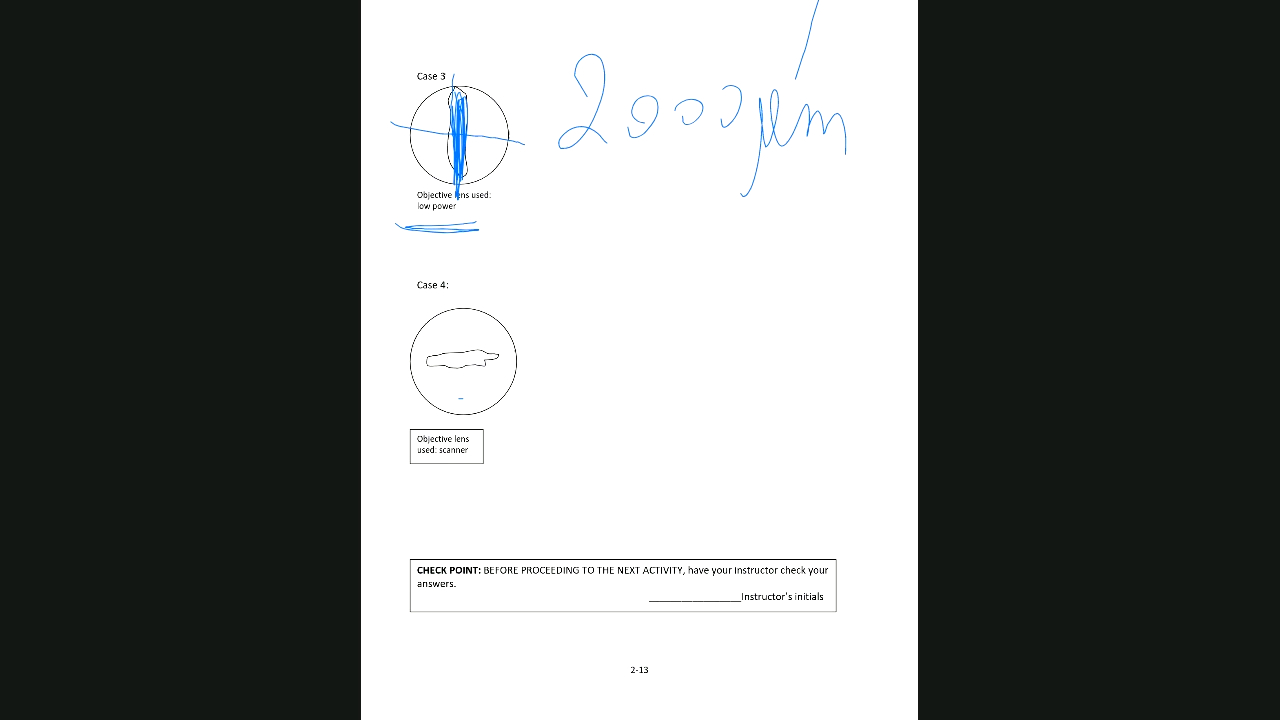 Case 3
2000 µm
Objective lens used:
low power
Case 4:
Objective lens
used: scanner
CHECK POINT: BEFORE PROCEEDING TO THE NEXT ACTIVITY, have your instructor check your
answers.
__________________Instructor's initials
2-13